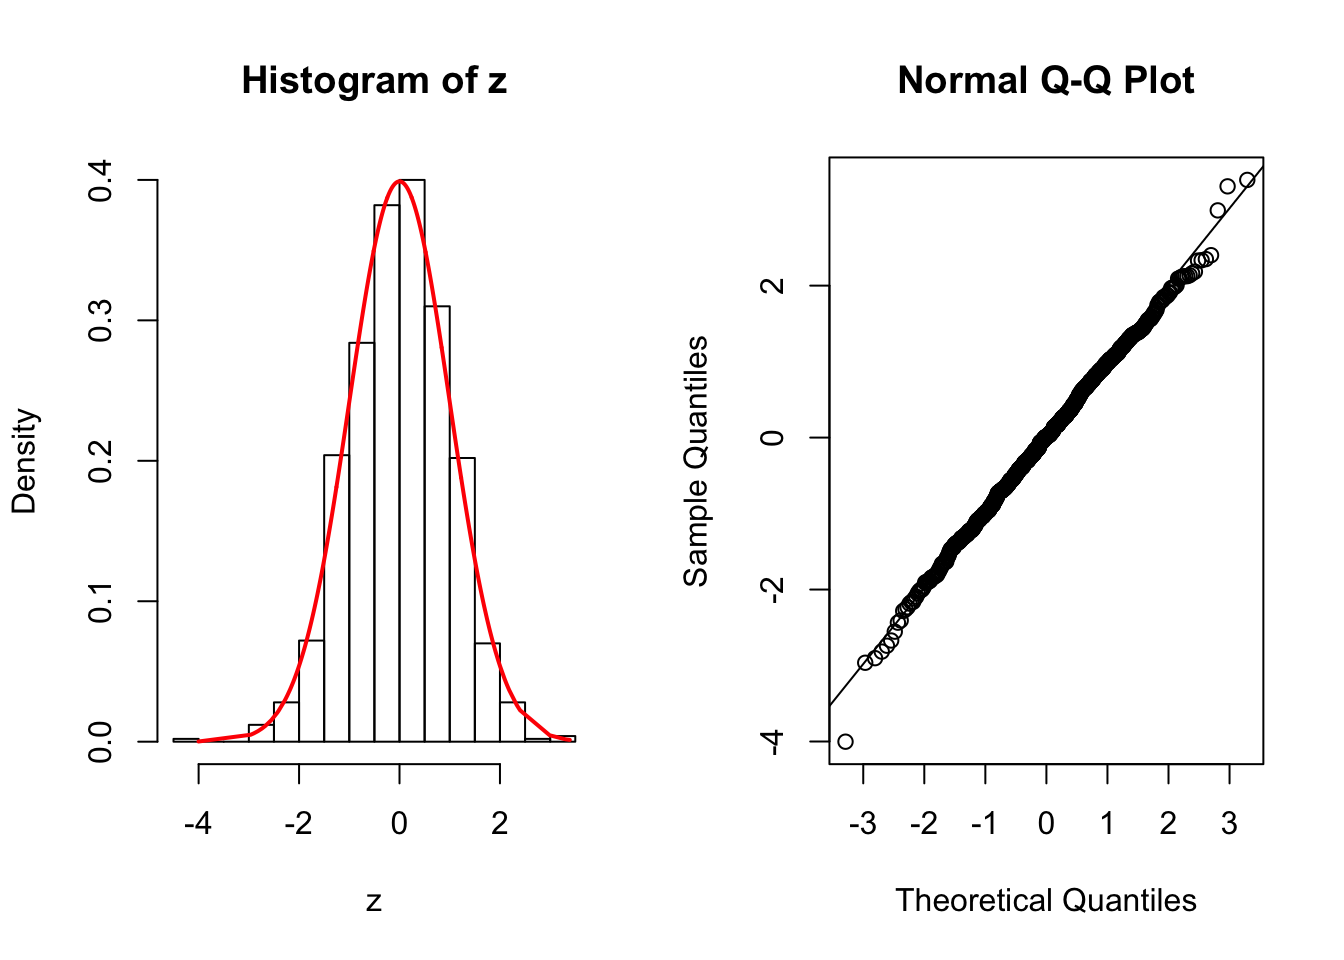 Histogram of z
Density
0.0 0.1 0.2 0.3 0.4
-4 -2 0 2
z
Normal Q-Q Plot
Sample Quantiles
-4 -2 0 2
-3 -2 -1 0 1 2 3
Theoretical Quantiles